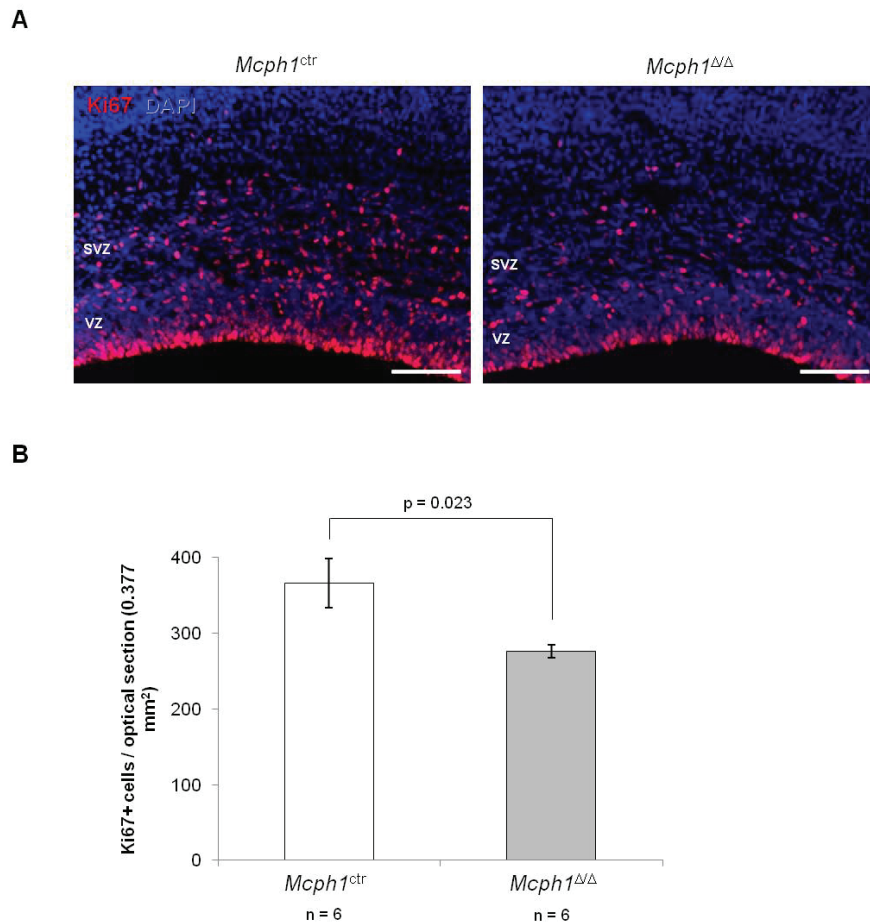 A
Mcph1ctr
Mcph1Δ/Δ
Ki67 DAPI
SVZ
VZ
SVZ
VZ
B
p = 0.023
Ki67+ cells / optical section (0.377
mm²)
400
300
200
100
0
Mcph1ctr
Mcph1Δ/Δ
n = 6
n = 6